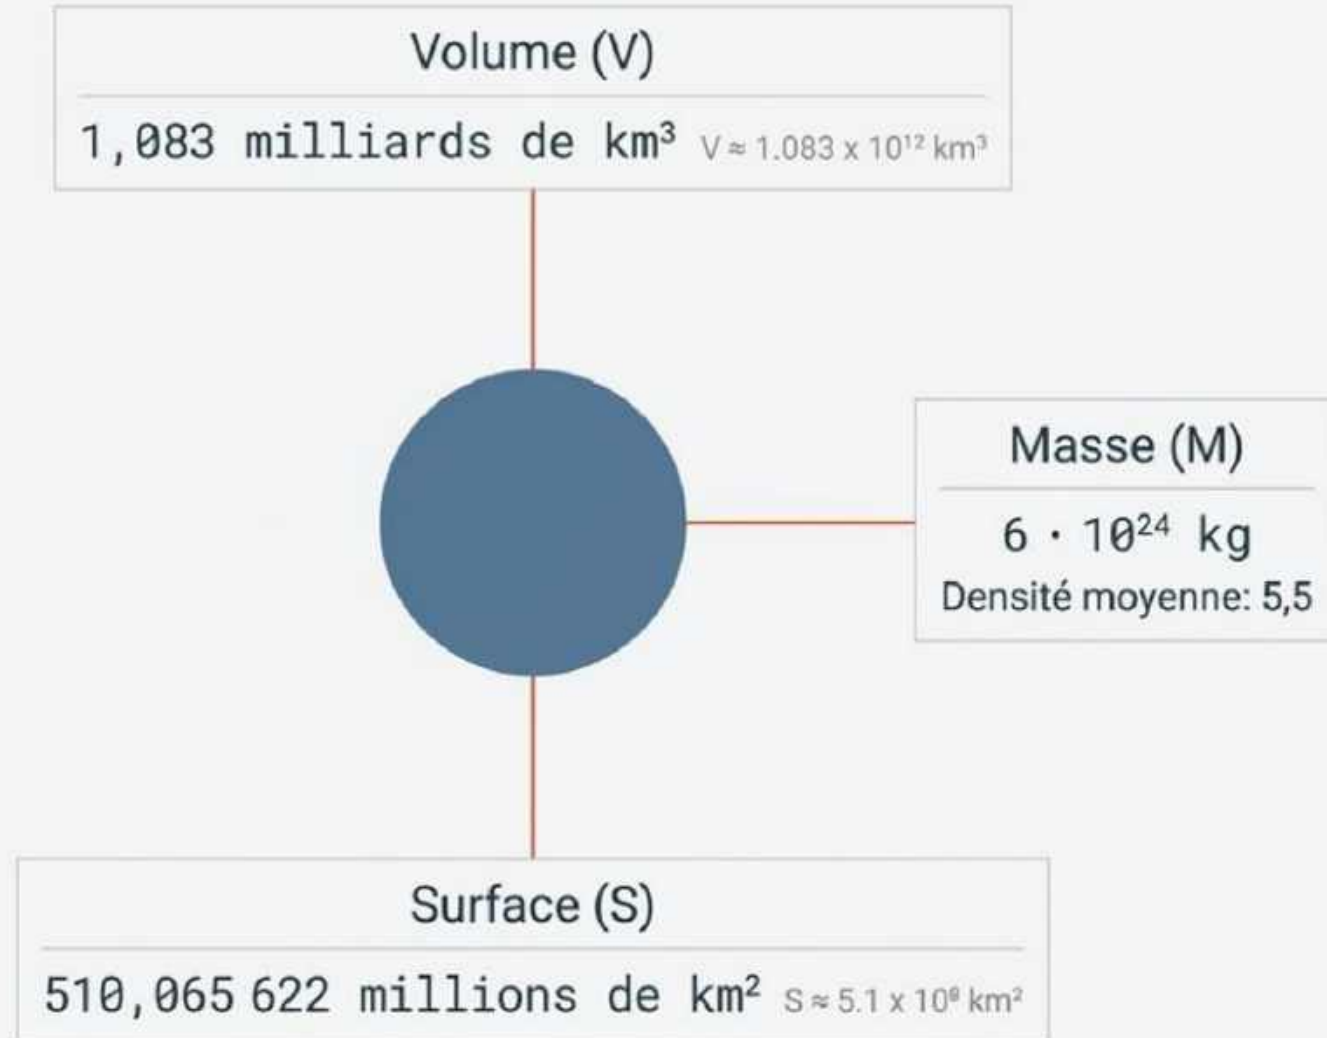 Volume (V)
1,083 milliards de km³ V ≈ 1.083 x 10¹² km³
Masse (M)
6 · 10²⁴ kg
Densité moyenne: 5,5
Surface (S)
510,065 622 millions de km² S ≈ 5.1 x 10⁸ km²